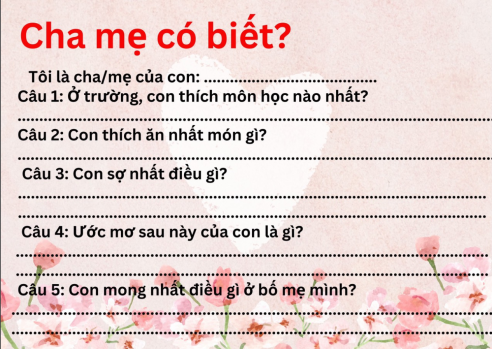 Cha mẹ có biết?
Tôi là cha/mẹ của con: ........................................
Câu 1: Ở trường, con thích môn học nào nhất?
................................................................................
Câu 2: Con thích ăn nhất món gì?
................................................................................
Câu 3: Con sợ nhất điều gì?
................................................................................
................................................................................
Câu 4: Ước mơ sau này của con là gì?
................................................................................
................................................................................
Câu 5: Con mong nhất điều gì ở bố mẹ mình?
................................................................................
................................................................................